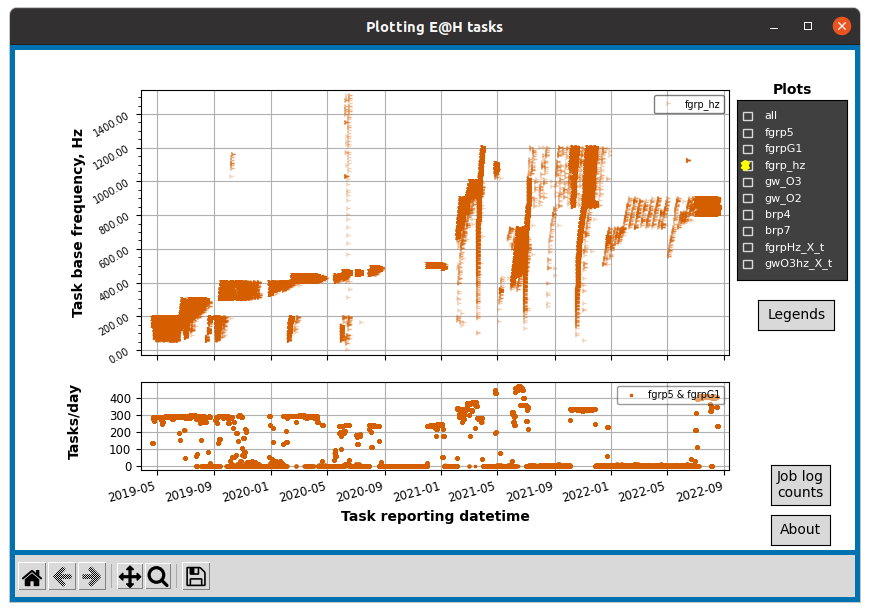 Plotting E@H tasks
Plots
all
fgrp5
fgrpG1
fgrp_hz
gw_O3
gw_O2
brp4
brp7
fgrpHz_X_t
gwO3hz_X_t
Legends
Task base frequency, Hz
1400.00
1200.00
1000.00
800.00
600.00
400.00
200.00
0.00
fgrp_hz
Tasks/day
400
300
200
100
0
fgrp5 & fgrpG1
2019-05 2019-09 2020-01 2020-05 2020-09 2021-01 2021-05 2021-09 2022-01 2022-05 2022-09
Task reporting datetime
Job log
counts
About